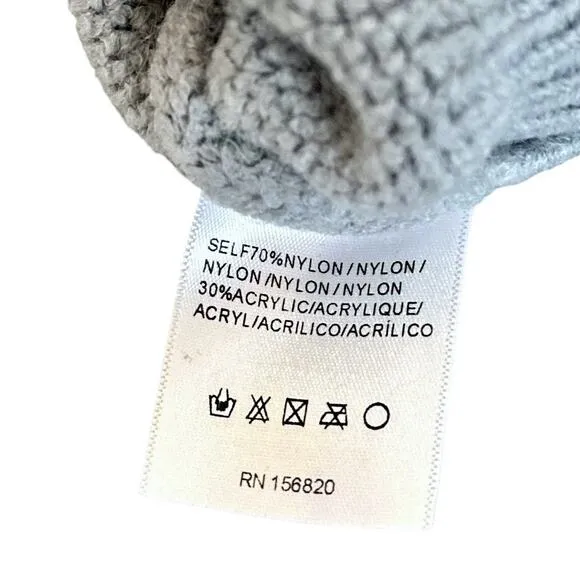 SELF70%NYLON/NYLON/
NYLON/NYLON/NYLON
30%ACRYLIC/ACRYLIQUE/
ACRYL/ACRILICO/ACRÍLICO
RN 156820